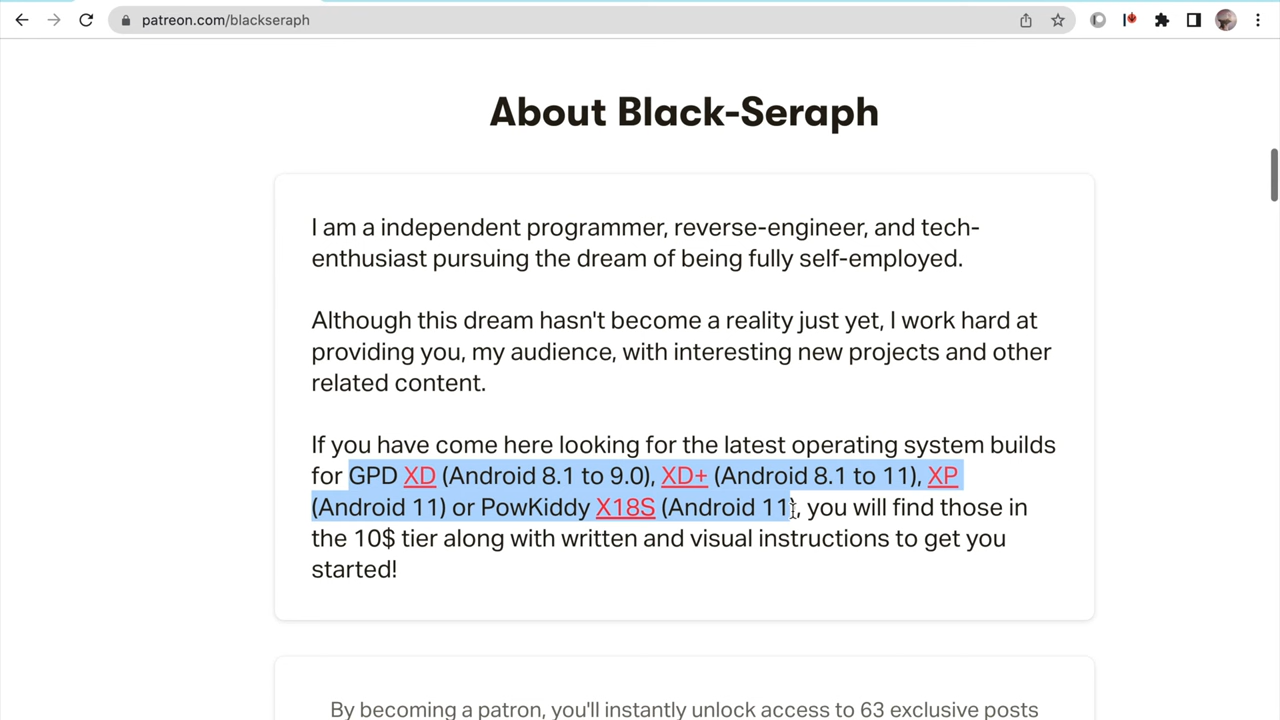 patreon.com/blackseraph
About Black-Seraph
I am a independent programmer, reverse-engineer, and tech-
enthusiast pursuing the dream of being fully self-employed.
Although this dream hasn't become a reality just yet, I work hard at
providing you, my audience, with interesting new projects and other
related content.
If you have come here looking for the latest operating system builds
for GPD XD (Android 8.1 to 9.0), XD+ (Android 8.1 to 11), XP
(Android 11) or PowKiddy X18S (Android 11), you will find those in
the 10$ tier along with written and visual instructions to get you
started!
By becoming a patron, you'll instantly unlock access to 63 exclusive posts